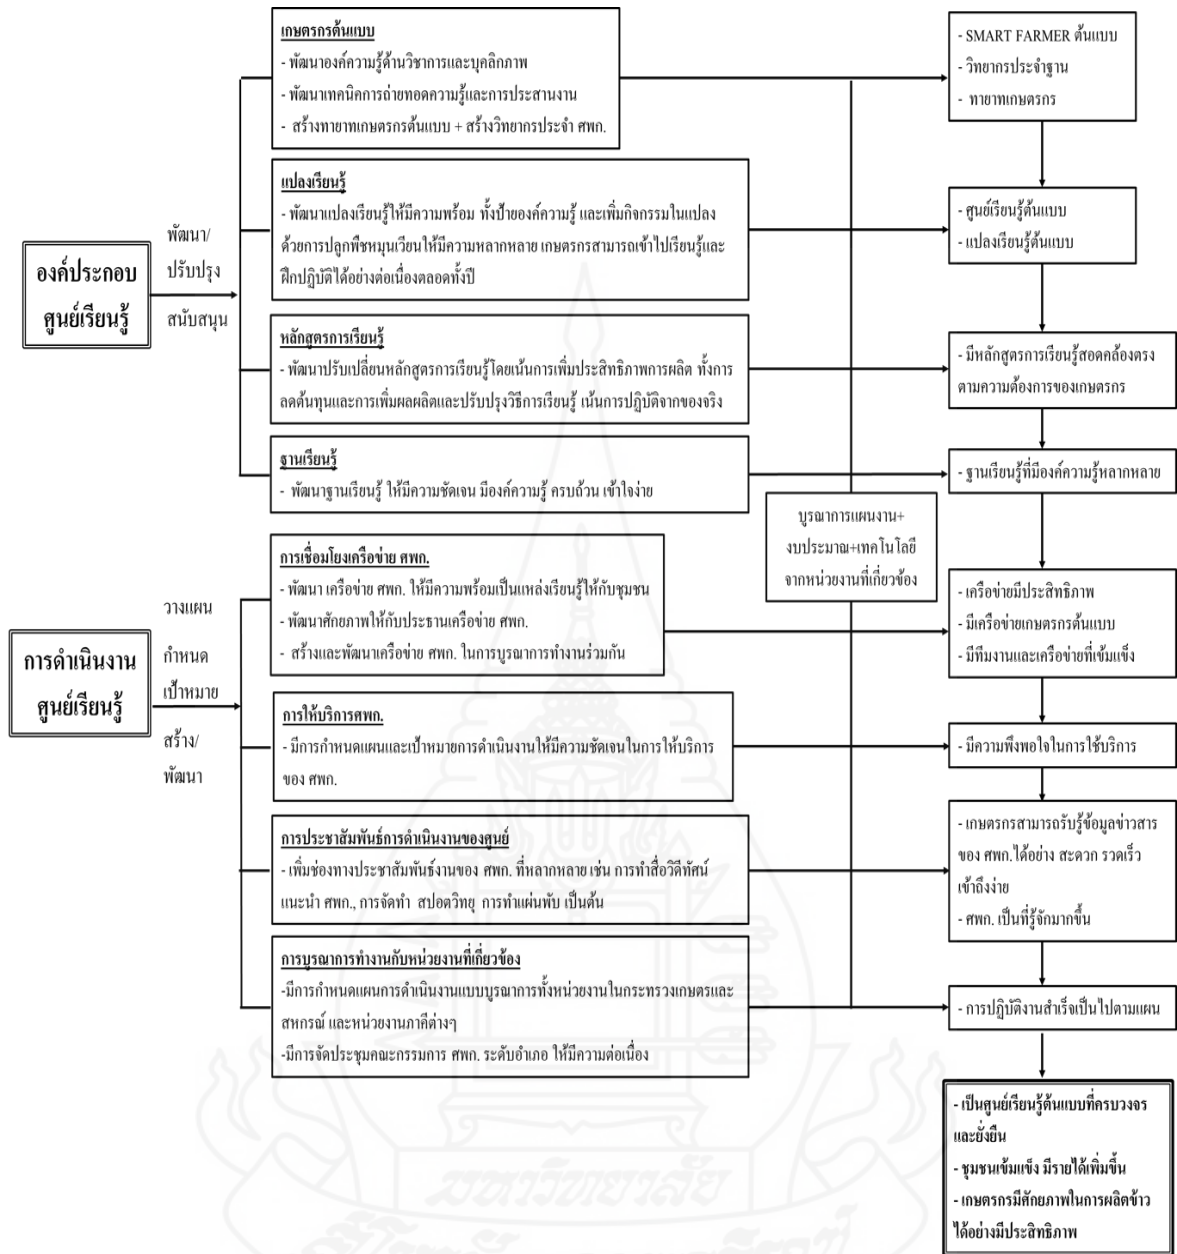 องค์ประกอบ
ศูนย์เรียนรู้
พัฒนา/
ปรับปรุง
สนับสนุน
เกษตรกรต้นแบบ
- พัฒนาองค์ความรู้ด้านวิชาการและบุคลิกภาพ
- พัฒนาเทคนิคการถ่ายทอดความรู้และการประสานงาน
- สร้างทายาทเกษตรกรต้นแบบ + สร้างวิทยากรประจำ ศพก.
- SMART FARMER ต้นแบบ
- วิทยากรประจำฐาน
- ทายาทเกษตรกร
แปลงเรียนรู้
- พัฒนาแปลงเรียนรู้ให้มีความพร้อม ทั้งป้ายองค์ความรู้ และเพิ่มกิจกรรมในแปลง
ด้วยการปลูกพืชหมุนเวียนให้มีความหลากหลาย เกษตรกรสามารถเข้าไปเรียนรู้และ
ฝึกปฏิบัติได้อย่างต่อเนื่องตลอดทั้งปี
- ศูนย์เรียนรู้ต้นแบบ
- แปลงเรียนรู้ต้นแบบ
หลักสูตรการเรียนรู้
- พัฒนาปรับเปลี่ยนหลักสูตรการเรียนรู้โดยเน้นการเพิ่มประสิทธิภาพการผลิต ทั้งการ
ลดต้นทุนและการเพิ่มผลผลิตและปรับปรุงวิธีการเรียนรู้ เน้นการปฏิบัติจากของจริง
- มีหลักสูตรการเรียนรู้สอดคล้องตรง
ตามความต้องการของเกษตรกร
ฐานเรียนรู้
- พัฒนาฐานเรียนรู้ ให้มีความชัดเจน มีองค์ความรู้ ครบถ้วน เข้าใจง่าย
- ฐานเรียนรู้ที่มีองค์ความรู้หลากหลาย
บูรณาการแผนงาน+
งบประมาณ+เทคโนโลยี
จากหน่วยงานที่เกี่ยวข้อง
การดำเนินงาน
ศูนย์เรียนรู้
วางแผน
กำหนด
เป้าหมาย
สร้าง/
พัฒนา
การเชื่อมโยงเครือข่าย ศพก.
- พัฒนา เครือข่าย ศพก. ให้มีความพร้อมเป็นแหล่งเรียนรู้ให้กับชุมชน
- พัฒนาศักยภาพให้กับประธานเครือข่าย ศพก.
- สร้างและพัฒนาเครือข่าย ศพก. ในการบูรณาการทำงานร่วมกัน
- เครือข่ายมีประสิทธิภาพ
- มีเครือข่ายเกษตรกรต้นแบบ
- มีทีมงานและเครือข่ายที่เข้มแข็ง
การให้บริการศพก.
- มีการกำหนดแผนและเป้าหมายการดำเนินงานให้มีความชัดเจนในการให้บริการ
ของ ศพก.
- มีความพึงพอใจในการใช้บริการ
การประชาสัมพันธ์การดำเนินงานของศูนย์
- เพิ่มช่องทางประชาสัมพันธ์งานของ ศพก. ที่หลากหลาย เช่น การทำสื่อวิดีทัศน์
แนะนำ ศพก., การจัดทำ สปอตวิทยุ การทำแผ่นพับ เป็นต้น
- เกษตรกรสามารถรับรู้ข้อมูลข่าวสาร
ของ ศพก.ได้อย่าง สะดวก รวดเร็ว
เข้าถึงง่าย
- ศพก. เป็นที่รู้จักมากขึ้น
การบูรณาการทำงานกับหน่วยงานที่เกี่ยวข้อง
-มีการกำหนดแผนการดำเนินงานแบบบูรณาการทั้งหน่วยงานในกระทรวงเกษตรและ
สหกรณ์ และหน่วยงานภาคีต่างๆ
-มีการจัดประชุมคณะกรรมการ ศพก. ระดับอำเภอ ให้มีความต่อเนื่อง
- การปฏิบัติงานสำเร็จเป็นไปตามแผน
- เป็นศูนย์เรียนรู้ต้นแบบที่ครบวงจร
และยั่งยืน
- ชุมชนเข้มแข็ง มีรายได้เพิ่มขึ้น
- เกษตรกรมีศักยภาพในการผลิตข้าว
ได้อย่างมีประสิทธิภาพ
มหาวิทยาลัย